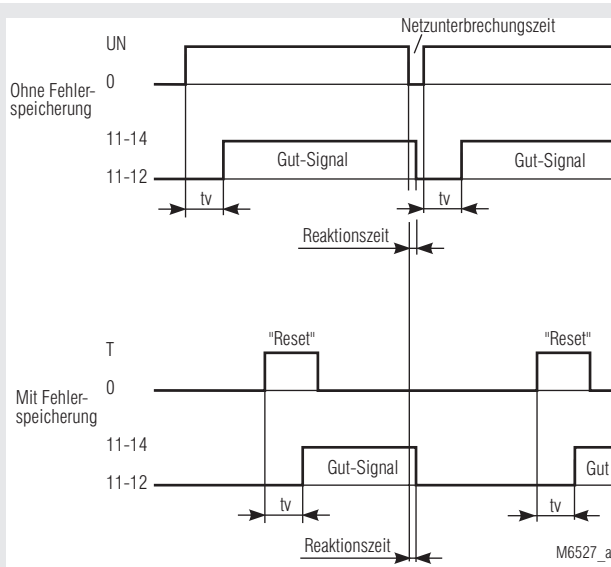 Netzunterbrechungszeit
UN
0
Ohne Fehler-
speicherung
11-14
Gut-Signal
Gut-Signal
11-12
tv
tv
Reaktionszeit
"Reset"
"Reset"
T
0
Mit Fehler-
speicherung
11-14
Gut-Signal
Gut
11-12
tv
tv
Reaktionszeit
M6527_a